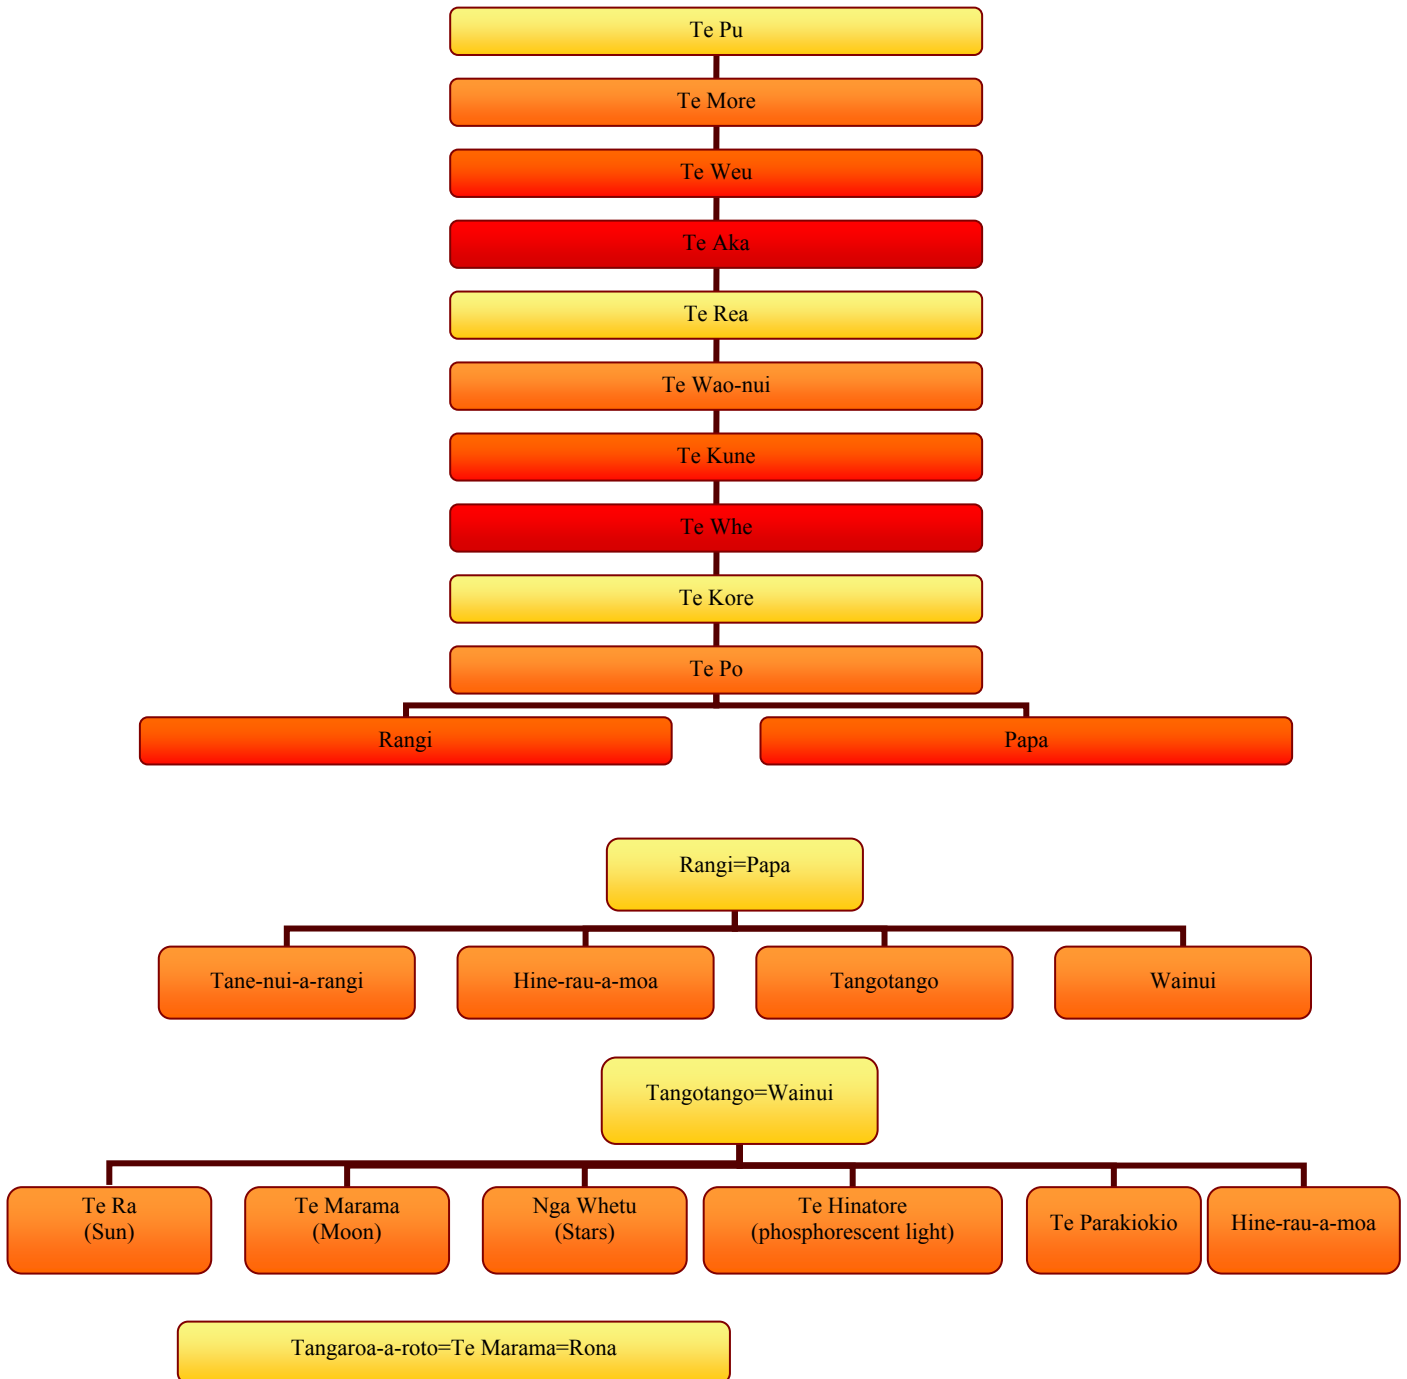 Te Pu
Te More
Te Weu
Te Aka
Te Rea
Te Wao-nui
Te Kune
Te Whe
Te Kore
Te Po
Rangi
Papa
Rangi=Papa
Tane-nui-a-rangi
Hine-rau-a-moa
Tangotango
Wainui
Tangotango=Wainui
Te Ra
(Sun)
Te Marama
(Moon)
Nga Whetu
(Stars)
Te Hinatore
(phosphorescent light)
Te Parakiokio
Hine-rau-a-moa
Tangaroa-a-roto=Te Marama=Rona